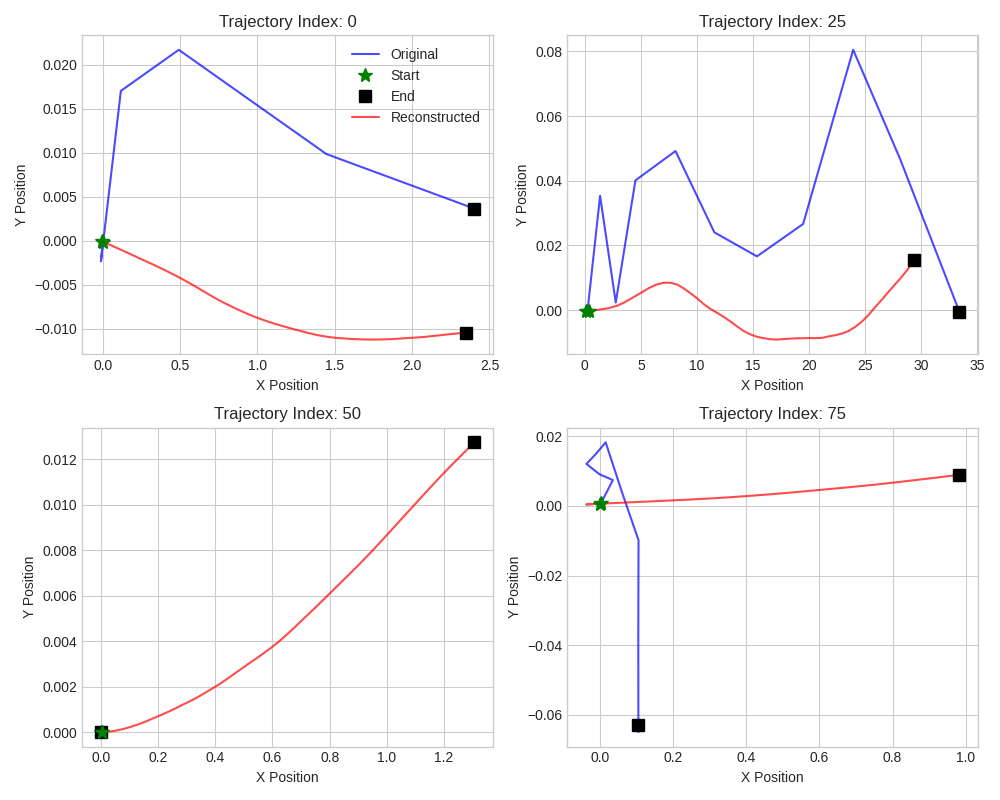 Trajectory Index: 0
Y Position
0.020
0.015
0.010
0.005
0.000
−0.005
−0.010
Original
Start
End
Reconstructed
0.0 0.5 1.0 1.5 2.0 2.5
X Position
Trajectory Index: 25
Y Position
0.08
0.06
0.04
0.02
0.00
0 5 10 15 20 25 30 35
X Position
Trajectory Index: 50
Y Position
0.012
0.010
0.008
0.006
0.004
0.002
0.000
0.0 0.2 0.4 0.6 0.8 1.0 1.2
X Position
Trajectory Index: 75
Y Position
0.02
0.00
−0.02
−0.04
−0.06
0.0 0.2 0.4 0.6 0.8 1.0
X Position